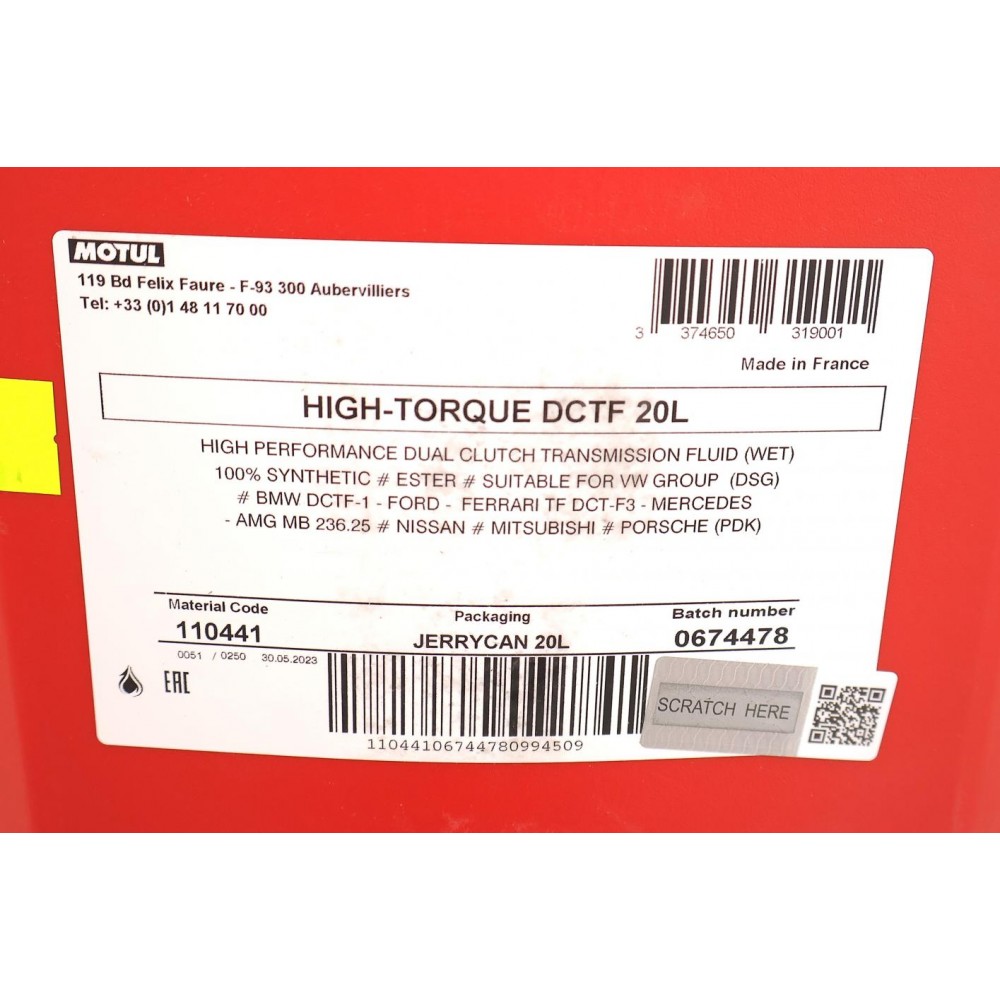 MOTUL
119 Bd Felix Faure - F-93 300 Aubervilliers
Tel: +33 (0)1 48 11 70 00
3 374650 319001
Made in France
HIGH-TORQUE DCTF 20L
HIGH PERFORMANCE DUAL CLUTCH TRANSMISSION FLUID (WET)
100% SYNTHETIC # ESTER # SUITABLE FOR VW GROUP (DSG)
# BMW DCTF-1 - FORD - FERRARI TF DCT-F3 - MERCEDES
- AMG MB 236.25 # NISSAN # MITSUBISHI # PORSCHE (PDK)
Material Code Packaging Batch number
110441 JERRYCAN 20L 0674478
0051 / 0250 30.05.2023
EAC
SCRATCH HERE
11044106744780994509